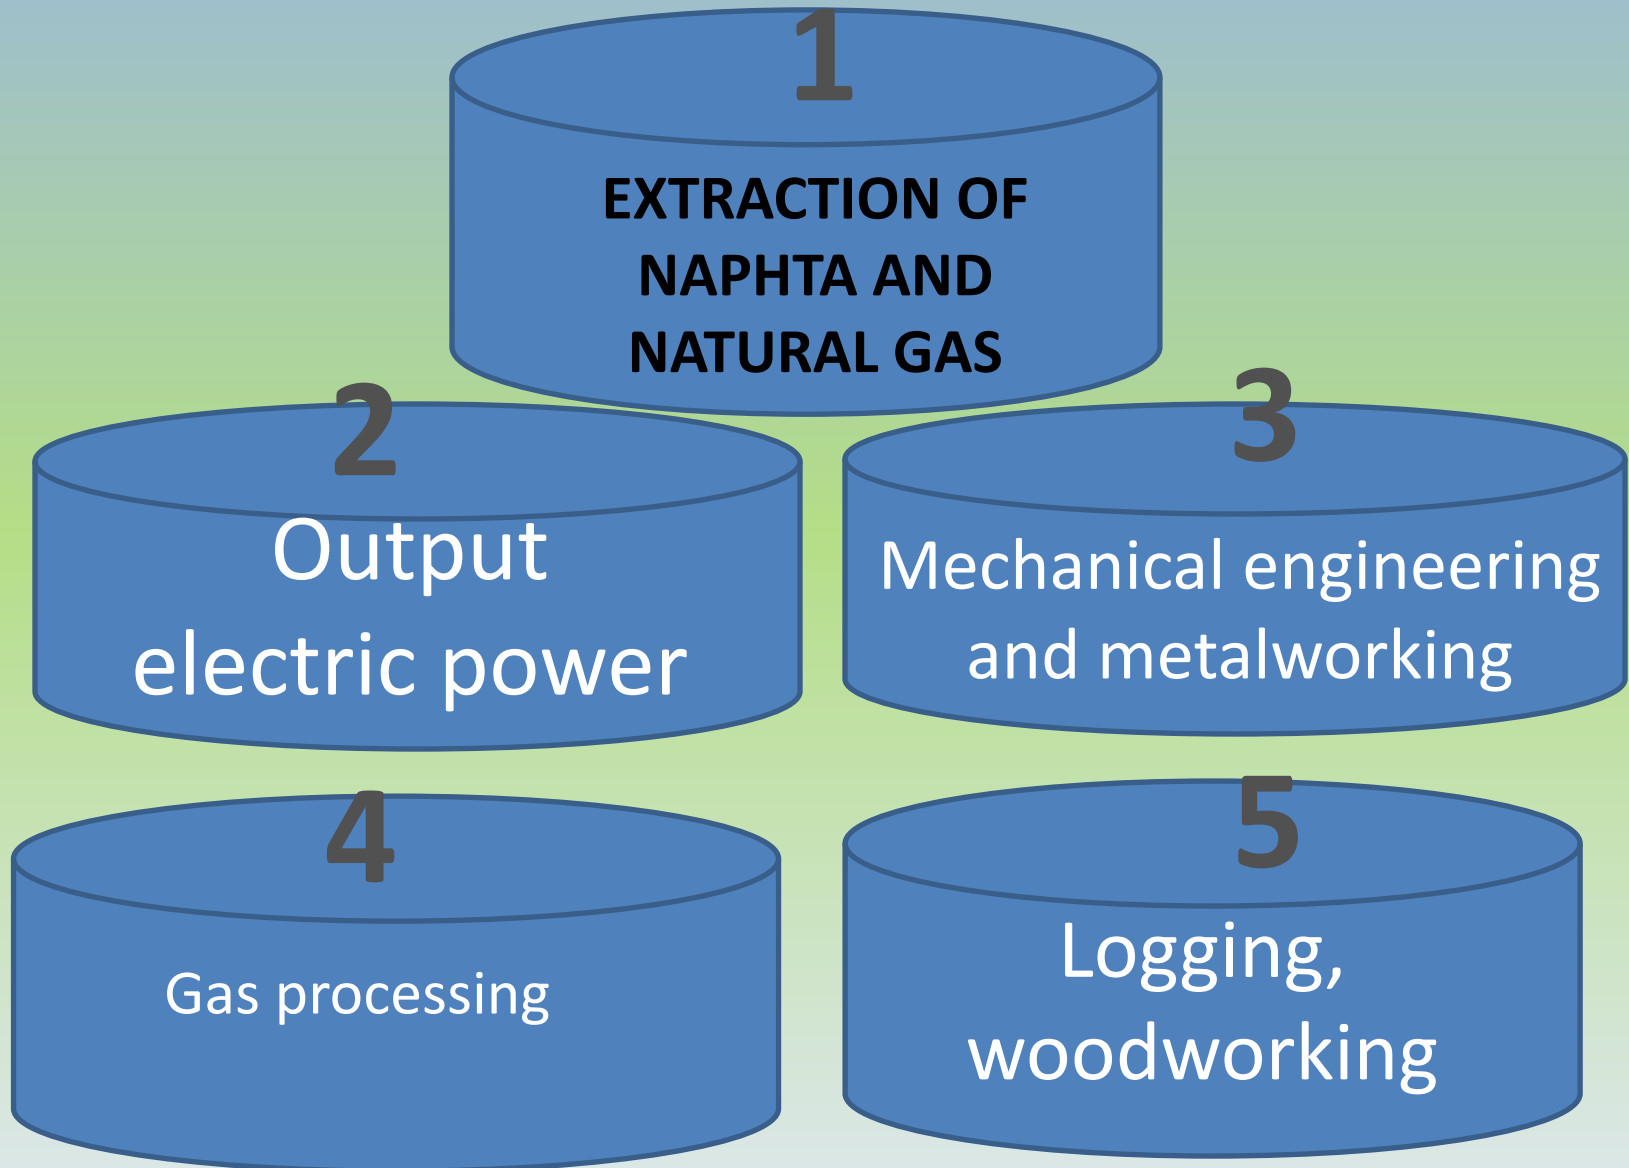 1
EXTRACTION OF
NAPHTA AND
NATURAL GAS
2
Output
electric power
3
Mechanical engineering
and metalworking
4
Gas processing
5
Logging,
woodworking